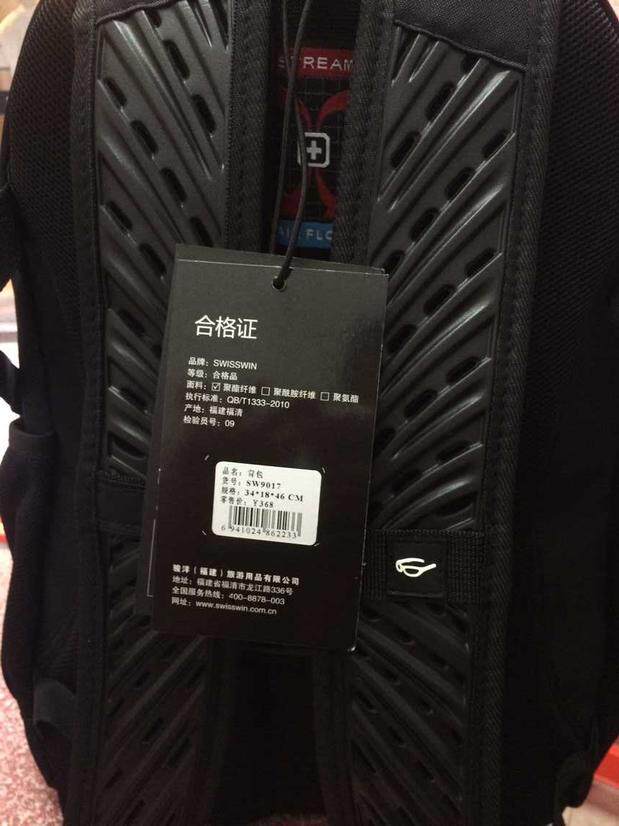 STREAM
AIR FLO
合格证
品牌：SWISSWIN
等级：合格品
面料：☑聚酯纤维 □聚酰胺纤维 □聚氨酯
执行标准：QB/T1333-2010
产地：福建福清
检验员号：09
品名：背包
货号：SW9017
规格：34*18*46 CM
零售价：￥368
6 941024 862233
骏洋（福建）旅游用品有限公司
地址：福建省福清市龙江路336号
全国服务热线：400-8878-003
网址：www.swisswin.com.cn